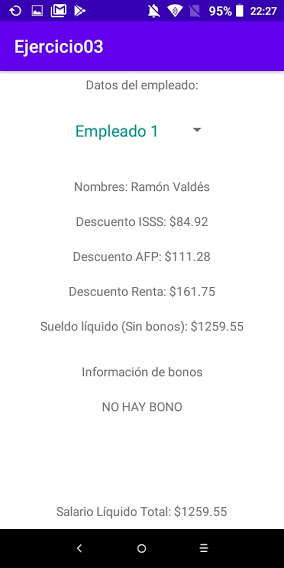 95% 22:27
Ejercicio03
Datos del empleado:
Empleado 1
Nombres: Ramón Valdés
Descuento ISSS: $84.92
Descuento AFP: $111.28
Descuento Renta: $161.75
Sueldo líquido (Sin bonos): $1259.55
Información de bonos
NO HAY BONO
Salario Líquido Total: $1259.55